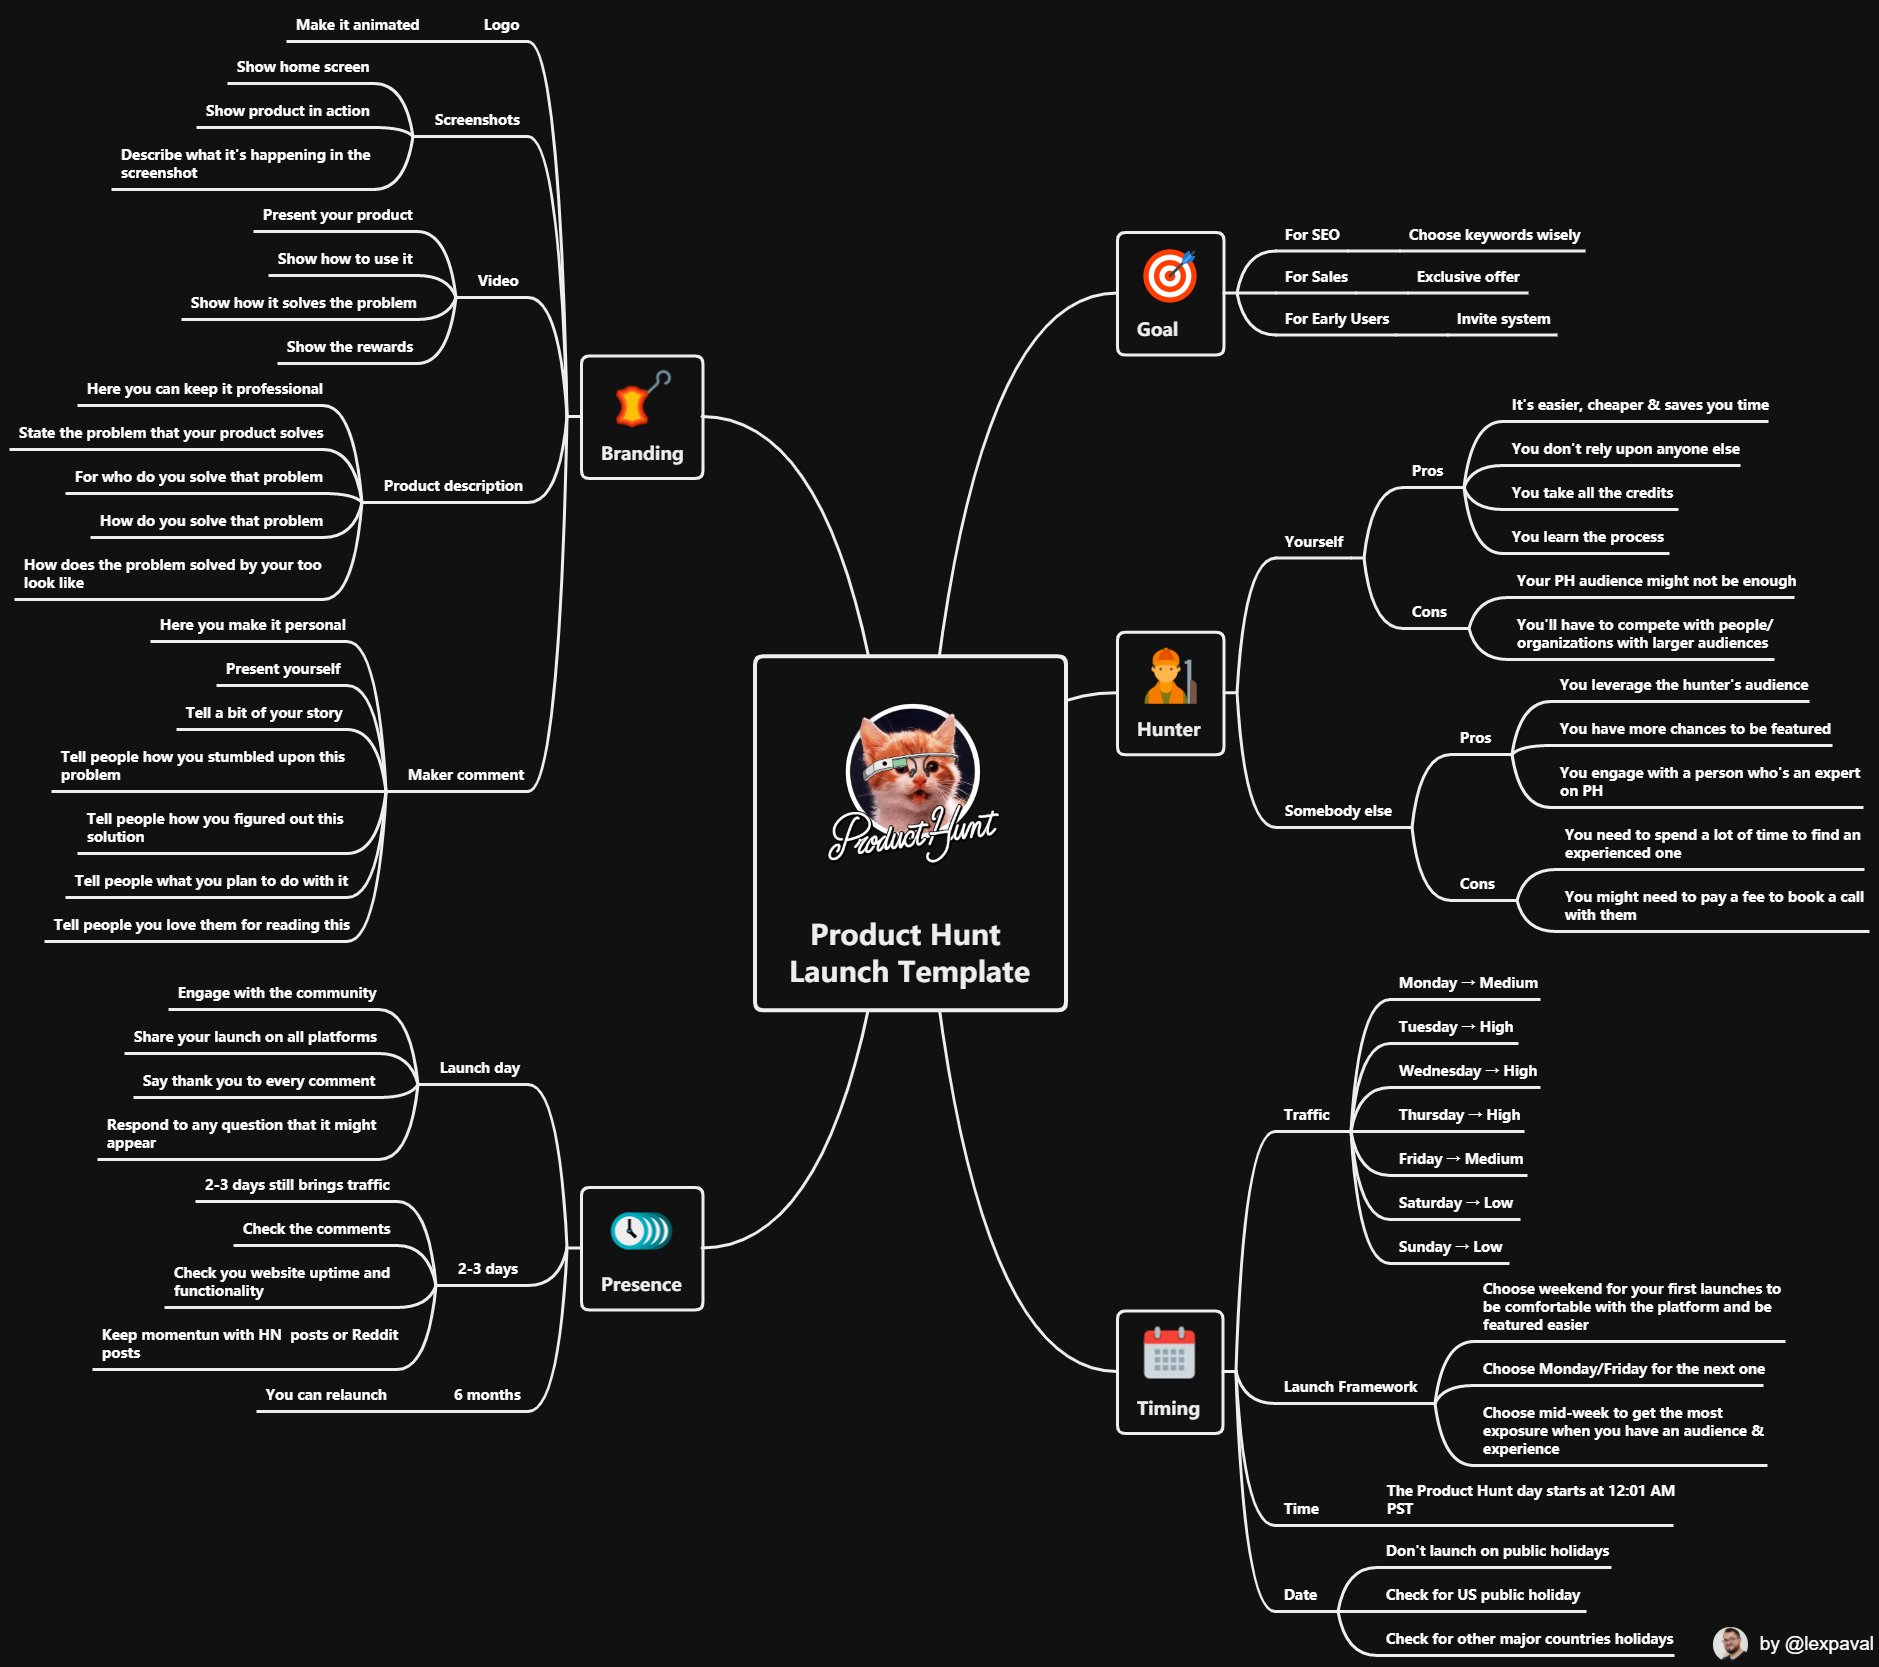 Product Hunt
Product Hunt
Launch Template
Branding
Logo
Make it animated
Screenshots
Show home screen
Show product in action
Describe what it's happening in the
screenshot
Video
Present your product
Show how to use it
Show how it solves the problem
Show the rewards
Product description
Here you can keep it professional
State the problem that your product solves
For who do you solve that problem
How do you solve that problem
How does the problem solved by your too
look like
Maker comment
Here you make it personal
Present yourself
Tell a bit of your story
Tell people how you stumbled upon this
problem
Tell people how you figured out this
solution
Tell people what you plan to do with it
Tell people you love them for reading this
Presence
Launch day
Engage with the community
Share your launch on all platforms
Say thank you to every comment
Respond to any question that it might
appear
2-3 days
2-3 days still brings traffic
Check the comments
Check you website uptime and
functionality
Keep momentun with HN  posts or Reddit
posts
6 months
You can relaunch
Goal
For SEO
Choose keywords wisely
For Sales
Exclusive offer
For Early Users
Invite system
Hunter
Yourself
Pros
It's easier, cheaper & saves you time
You don't rely upon anyone else
You take all the credits
You learn the process
Cons
Your PH audience might not be enough
You'll have to compete with people/
organizations with larger audiences
Somebody else
Pros
You leverage the hunter's audience
You have more chances to be featured
You engage with a person who's an expert
on PH
Cons
You need to spend a lot of time to find an
experienced one
You might need to pay a fee to book a call
with them
Timing
Traffic
Monday → Medium
Tuesday → High
Wednesday → High
Thursday → High
Friday → Medium
Saturday → Low
Sunday → Low
Launch Framework
Choose weekend for your first launches to
be comfortable with the platform and be
featured easier
Choose Monday/Friday for the next one
Choose mid-week to get the most
exposure when you have an audience &
experience
Time
The Product Hunt day starts at 12:01 AM
PST
Date
Don't launch on public holidays
Check for US public holiday
Check for other major countries holidays
by @lexpaval